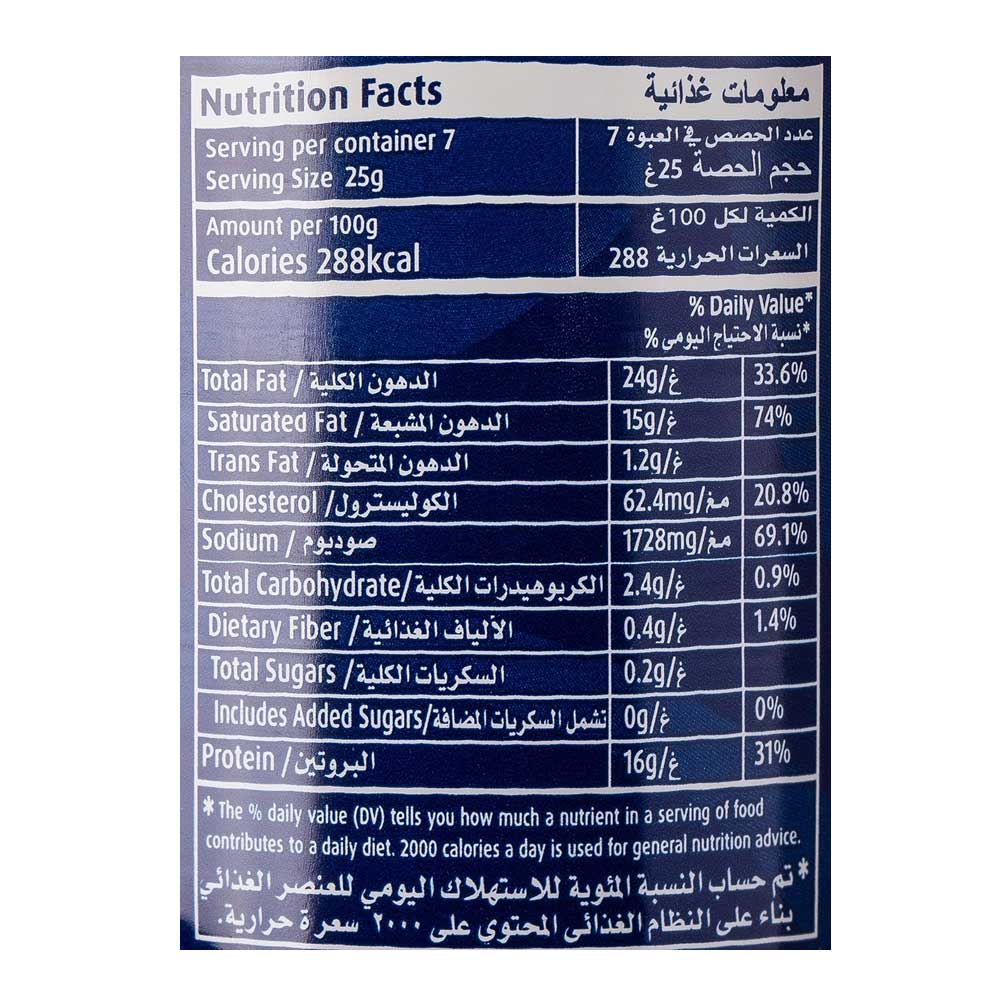 Nutrition Facts معلومات غذائية
Serving per container 7 عدد الحصص في العبوة 7
Serving Size 25g حجم الحصة 25غ
Amount per 100g الكمية لكل 100غ
Calories 288kcal السعرات الحرارية 288
% Daily Value*
*نسبة الاحتياج اليومى %
Total Fat / الدهون الكلية 24g/غ 33.6%
Saturated Fat / الدهون المشبعة 15g/غ 74%
Trans Fat / الدهون المتحولة 1.2g/غ
Cholesterol /الكوليسترول 62.4mg/مغ 20.8%
Sodium / صوديوم 1728mg/مغ 69.1%
Total Carbohydrate/الكربوهيدرات الكلية 2.4g/غ 0.9%
Dietary Fiber /الألياف الغذائية 0.4g/غ 1.4%
Total Sugars /السكريات الكلية 0.2g/غ
Includes Added Sugars/تشمل السكريات المضافة 0g/غ 0%
Protein /البروتين 16g/غ 31%
* The % daily value (DV) tells you how much a nutrient in a serving of food
contributes to a daily diet. 2000 calories a day is used for general nutrition advice.
* تم حساب النسبة المئوية للاستهلاك اليومي للعنصر الغذائي
بناء على النظام الغذائي المحتوي على ٢٠٠٠ سعرة حرارية.